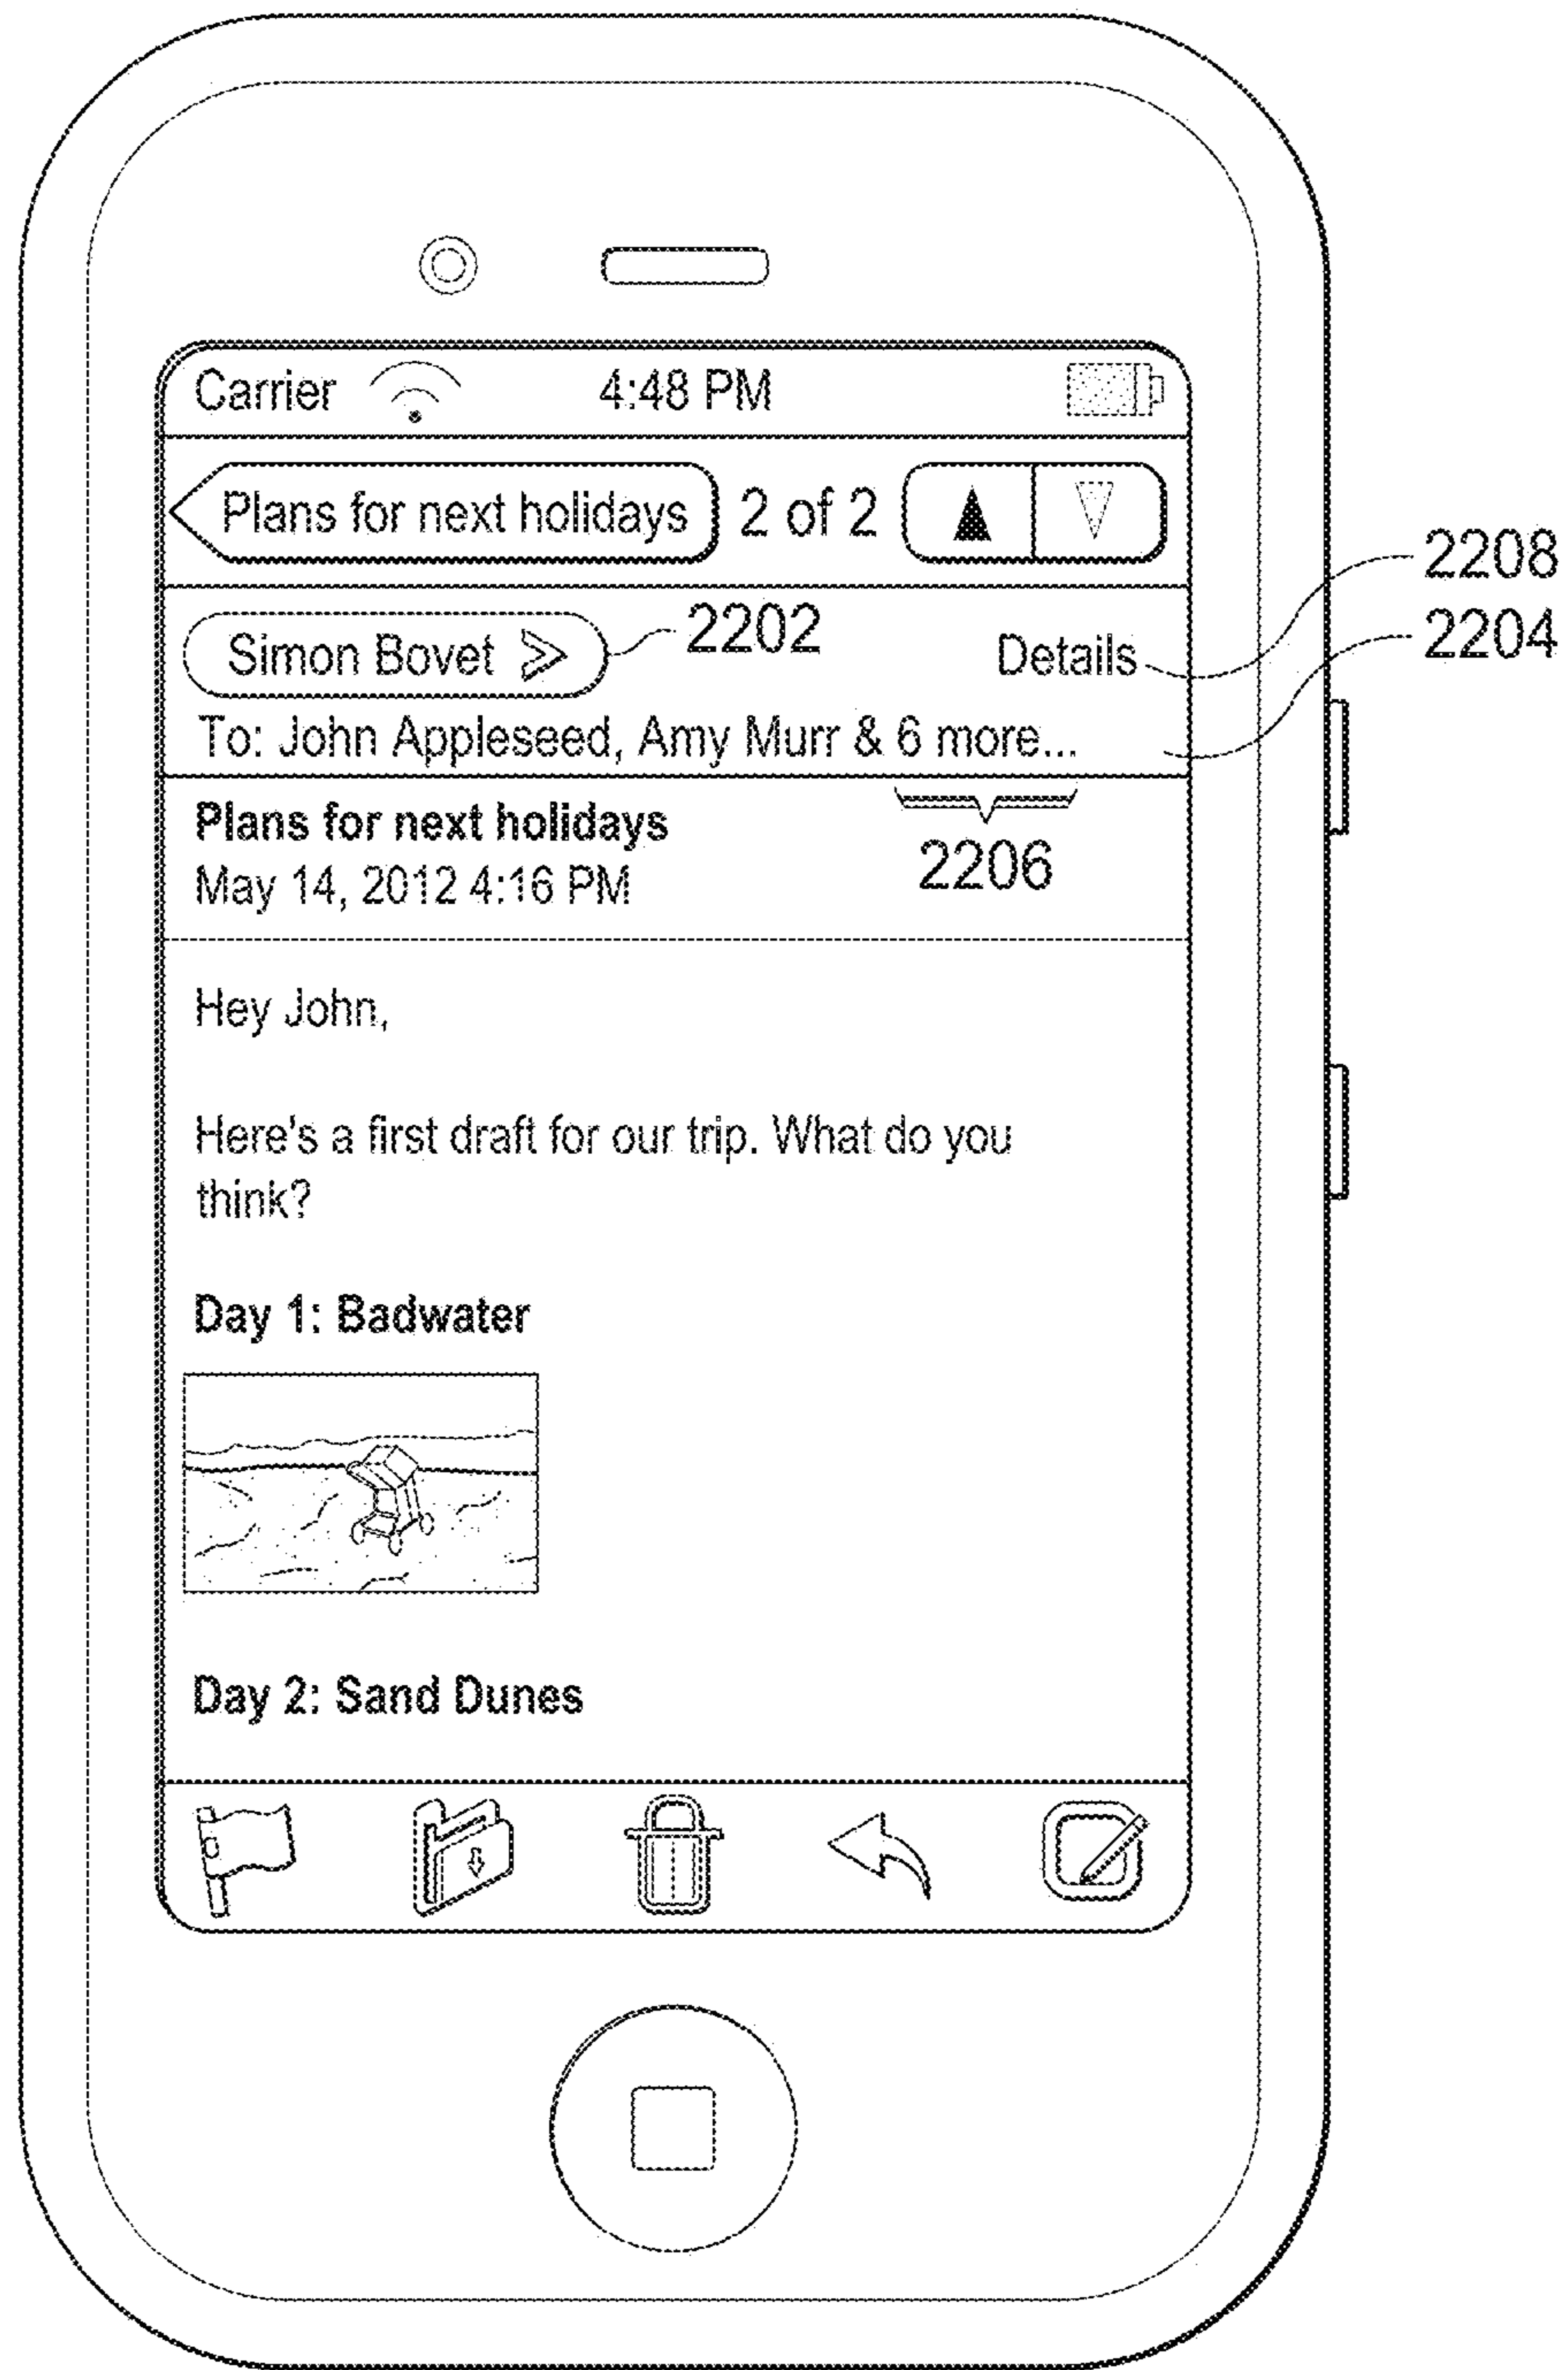 Carrier 4:48 PM
Plans for next holidays 2 of 2
2208
Simon Bovet 2202 Details
2204
To: John Appleseed, Amy Murr & 6 more...
Plans for next holidays
2206
May 14, 2012 4:16 PM
Hey John,
Here's a first draft for our trip. What do you
think?
Day 1: Badwater
Day 2: Sand Dunes